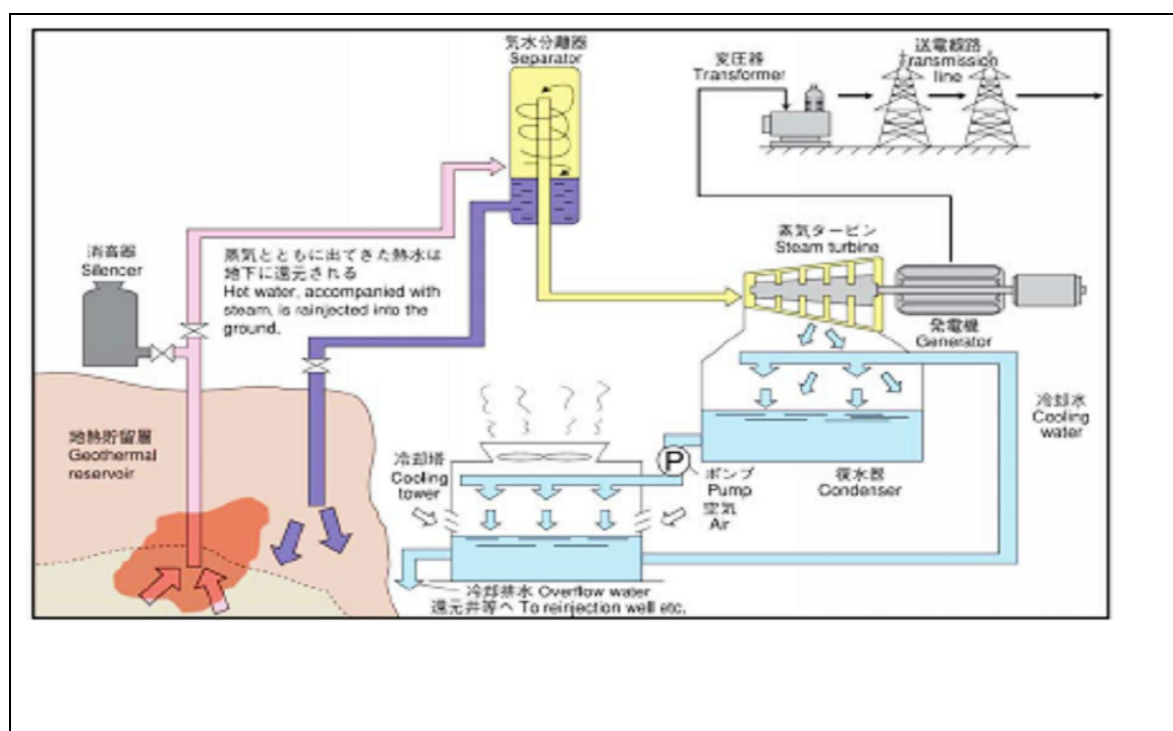 気水分離器
Separator
変圧器
Transformer
送電線路
Transmission
line
消音器
Silencer
蒸気とともに出てきた熱水は
地下に還元される
Hot water, accompanied with
steam, is rainjected into the
ground.
蒸気タービン
Steam turbine
発電機
Generator
地熱貯留層
Geothermal
reservoir
冷却塔
Cooling
tower
P
ポンプ
Pump
空気
Air
復水器
Condenser
冷却水
Cooling
water
冷却排水 Overflow water
還元井等へ To reinjection well etc.